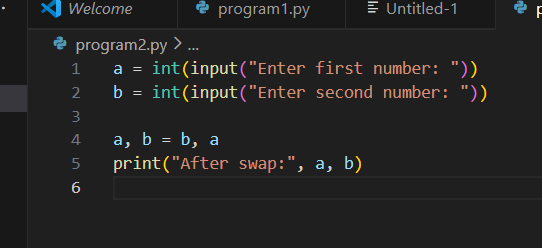 Welcome program1.py Untitled-1
program2.py > ...
1 a = int(input("Enter first number: "))
2 b = int(input("Enter second number: "))
3
4 a, b = b, a
5 print("After swap:", a, b)
6